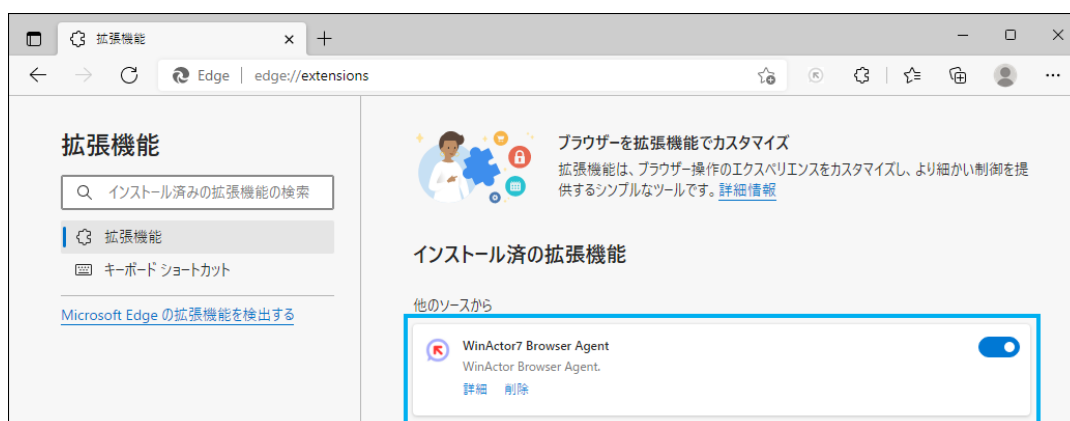 拡張機能
Edge | edge://extensions
拡張機能
インストール済みの拡張機能の検索
拡張機能
キーボード ショートカット
Microsoft Edge の拡張機能を検出する
ブラウザーを拡張機能でカスタマイズ
拡張機能は、ブラウザー操作のエクスペリエンスをカスタマイズし、より細かい制御を提
供するシンプルなツールです。詳細情報
インストール済の拡張機能
他のソースから
WinActor7 Browser Agent
WinActor Browser Agent.
詳細 削除